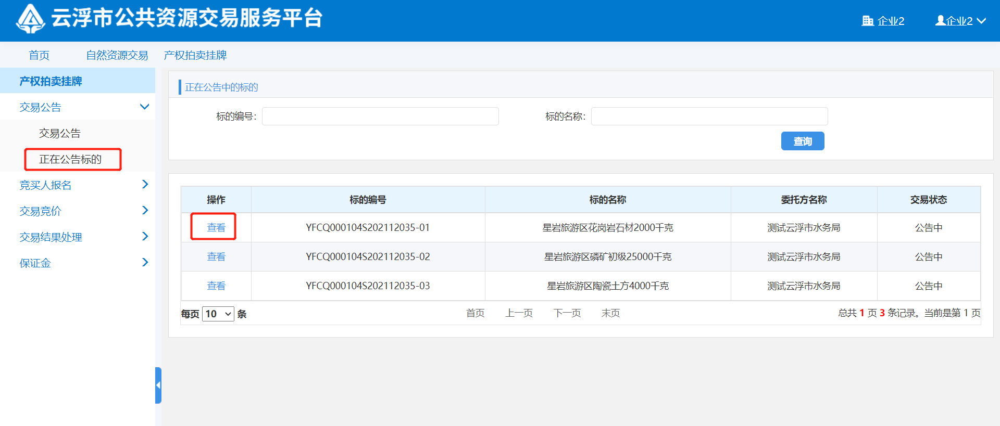 云浮市公共资源交易服务平台
企业2
企业2
首页 自然资源交易 产权拍卖挂牌
产权拍卖挂牌
交易公告
交易公告
正在公告标的
竞买人报名
交易竞价
交易结果处理
保证金
正在公告中的标的
标的编号： 标的名称：
查询
操作 标的编号 标的名称 委托方名称 交易状态
查看 YFCQ000104S202112035-01 星岩旅游区花岗岩石材2000千克 测试云浮市水务局 公告中
查看 YFCQ000104S202112035-02 星岩旅游区磷矿初级25000千克 测试云浮市水务局 公告中
查看 YFCQ000104S202112035-03 星岩旅游区陶瓷土方4000千克 测试云浮市水务局 公告中
每页 10 条 首页 上一页 下一页 末页 总共 1 页 3 条记录。当前是第 1 页